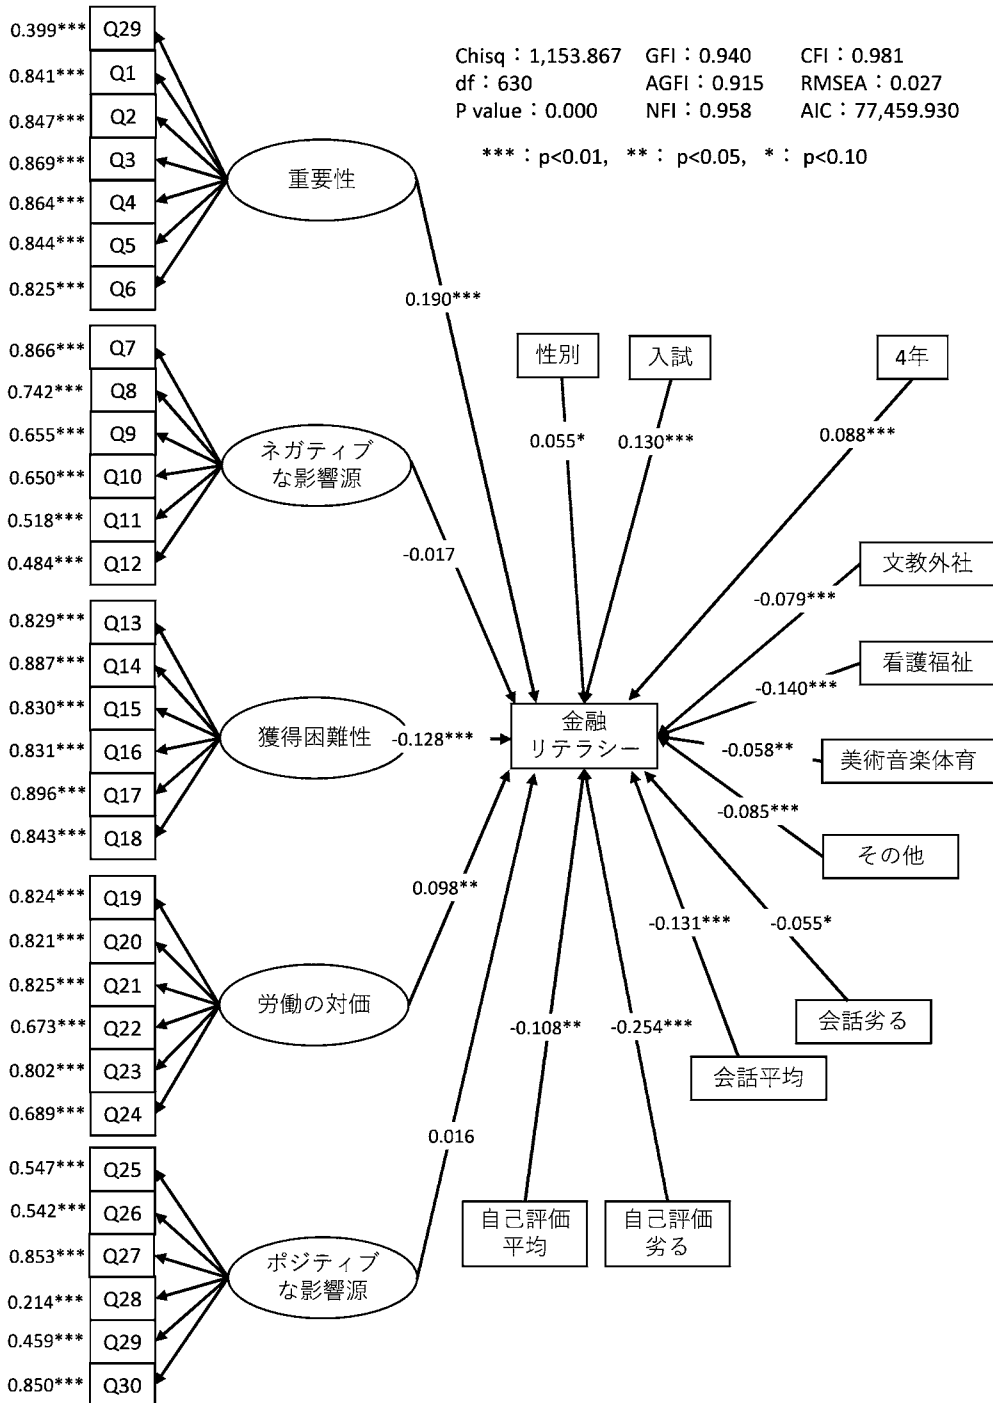 0.399*** Q29
0.841*** Q1
0.847*** Q2
0.869*** Q3
0.864*** Q4
0.844*** Q5
0.825*** Q6
重要性
Chisq：1,153.867 GFI：0.940 CFI：0.981
df：630 AGFI：0.915 RMSEA：0.027
P value：0.000 NFI：0.958 AIC：77,459.930
***：p<0.01, **：p<0.05, *：p<0.10
0.190***
0.866*** Q7
0.742*** Q8
0.655*** Q9
0.650*** Q10
0.518*** Q11
0.484*** Q12
ネガティブ
な影響源
-0.017
性別
入試
4年
0.055*
0.130***
0.088***
文教外社
-0.079***
看護福祉
-0.140***
美術音楽体育
-0.058**
その他
-0.085***
0.829*** Q13
0.887*** Q14
0.830*** Q15
0.831*** Q16
0.896*** Q17
0.843*** Q18
獲得困難性
-0.128***
金融
リテラシー
0.824*** Q19
0.821*** Q20
0.825*** Q21
0.673*** Q22
0.802*** Q23
0.689*** Q24
労働の対価
0.098**
-0.131***
-0.055*
-0.108**
-0.254***
会話劣る
会話平均
0.547*** Q25
0.542*** Q26
0.853*** Q27
0.214*** Q28
0.459*** Q29
0.850*** Q30
ポジティブ
な影響源
0.016
自己評価
平均
自己評価
劣る